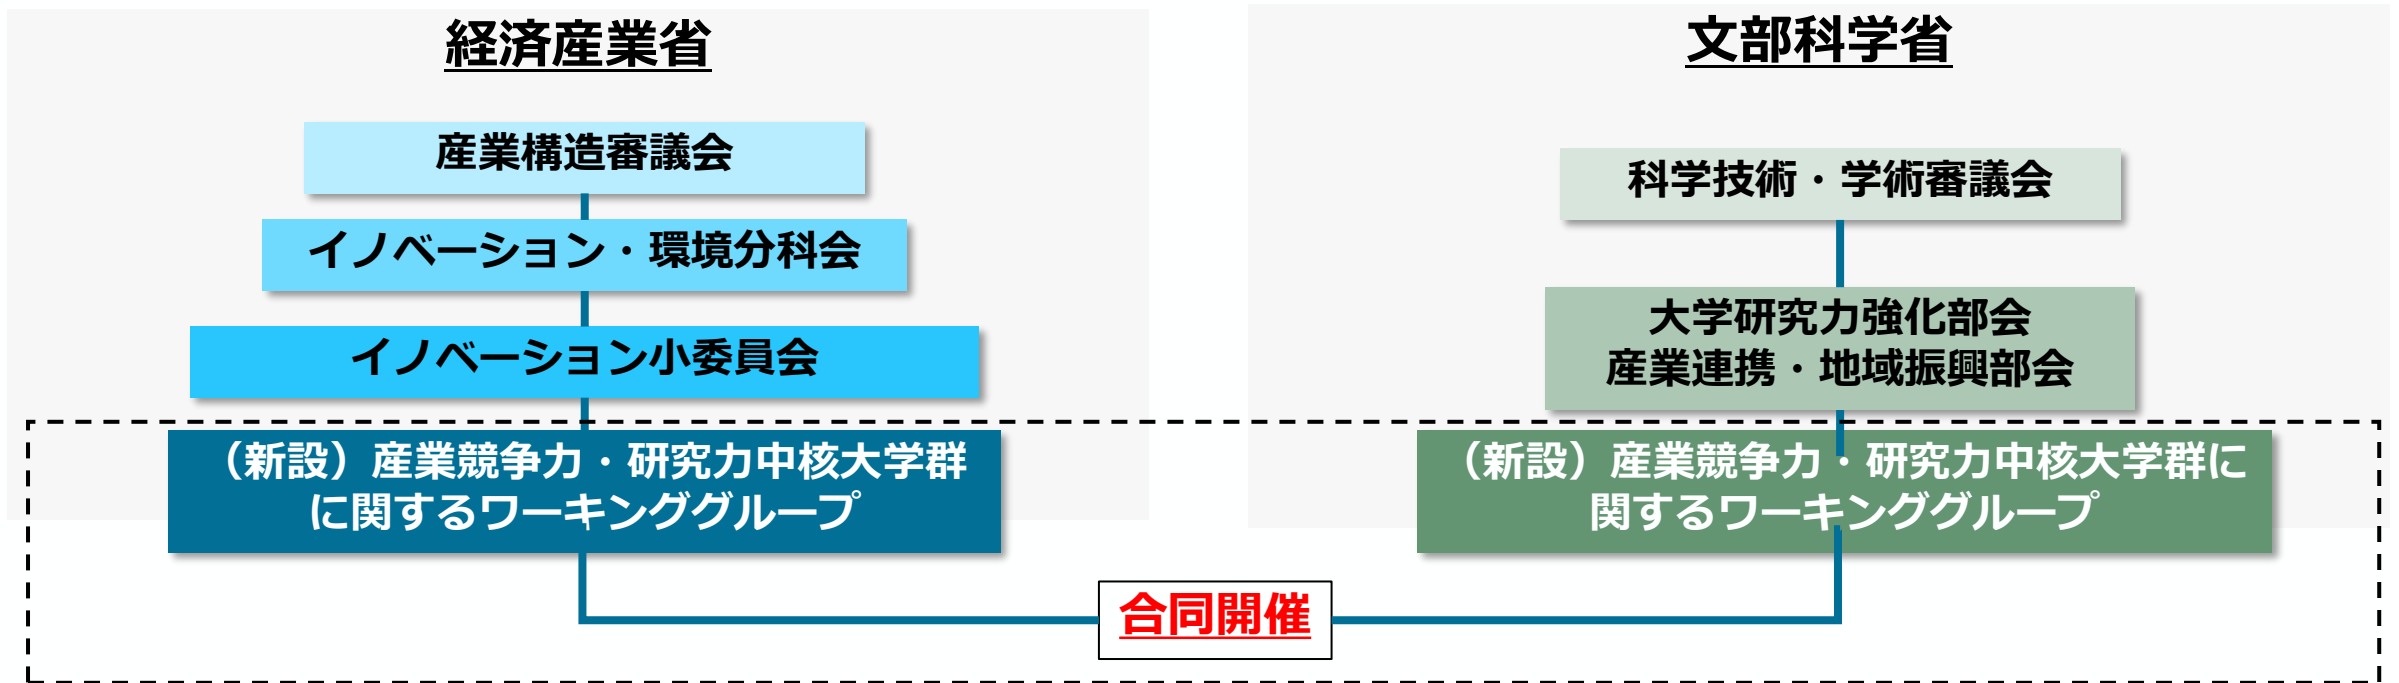 経済産業省
産業構造審議会
イノベーション・環境分科会
イノベーション小委員会
（新設）産業競争力・研究力中核大学群
に関するワーキンググループ
文部科学省
科学技術・学術審議会
大学研究力強化部会
産業連携・地域振興部会
（新設）産業競争力・研究力中核大学群に
関するワーキンググループ
合同開催